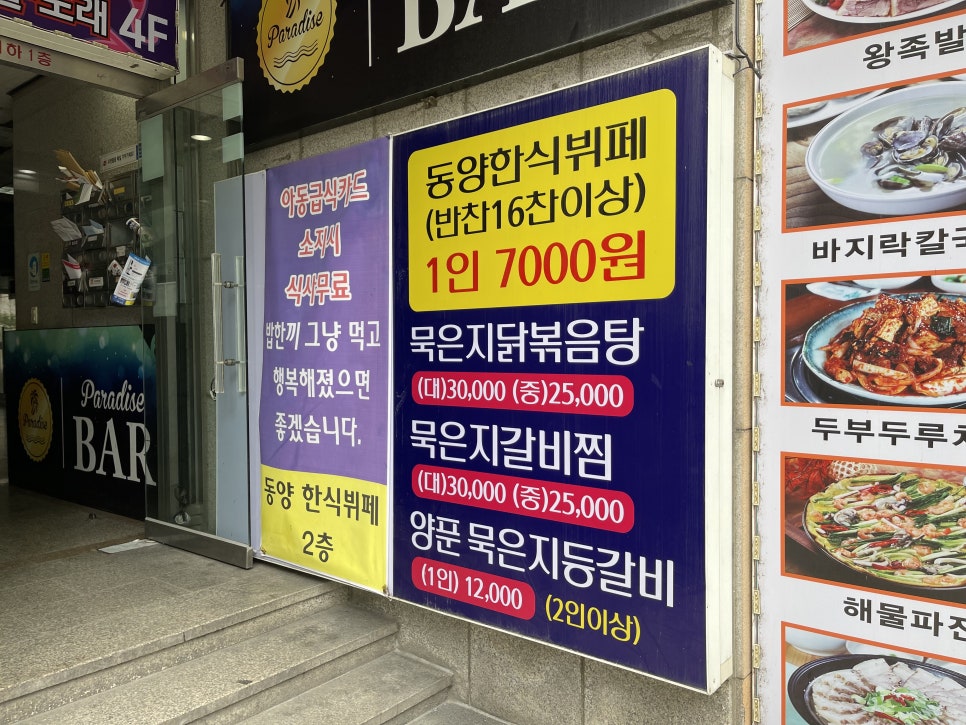 노래 4F
지하1층
Paradise
BAR
Paradise
Paradise
BAR
아동급식카드
소지시
식사무료
밥한끼 그냥 먹고
행복해졌으면
좋겠습니다.
동양 한식뷔페
2층
동양한식뷔페
(반찬16찬이상)
1인 7000원
묵은지닭볶음탕
(대)30,000 (중)25,000
묵은지갈비찜
(대)30,000 (중)25,000
양푼 묵은지등갈비
(1인) 12,000 (2인이상)
왕족발
바지락칼국
두부두루치
해물파전